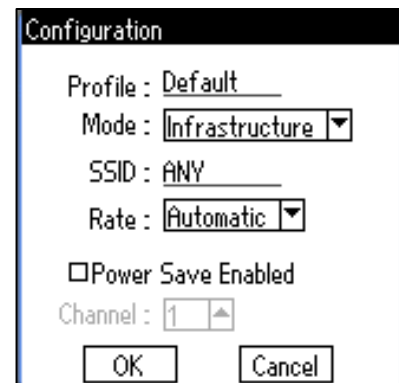 Configuration
Profile : Default
Mode : Infrastructure
SSID : ANY
Rate : Automatic
Power Save Enabled
Channel : 1
OK Cancel